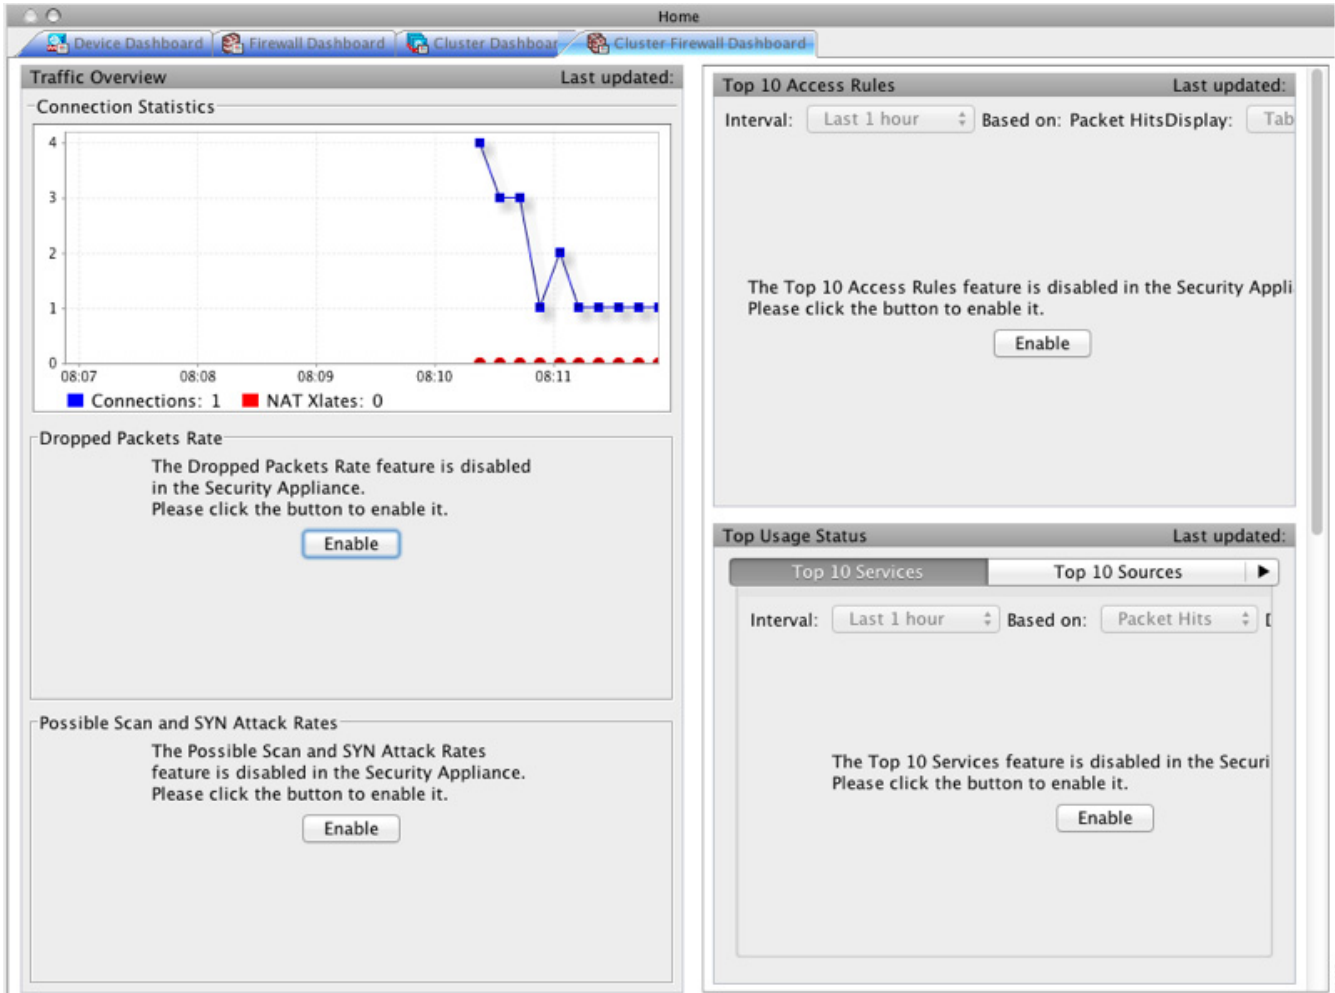 Home
Device Dashboard
Firewall Dashboard
Cluster Dashboar
Cluster Firewall Dashboard
Traffic Overview
Last updated:
Connection Statistics
4
3
2
1
0
08:07
08:08
08:09
08:10
08:11
Connections: 1
NAT Xlates: 0
Dropped Packets Rate
The Dropped Packets Rate feature is disabled
in the Security Appliance.
Please click the button to enable it.
Enable
Possible Scan and SYN Attack Rates
The Possible Scan and SYN Attack Rates
feature is disabled in the Security Appliance.
Please click the button to enable it.
Enable
Top 10 Access Rules
Last updated:
Interval: Last 1 hour Based on: Packet HitsDisplay: Tab
The Top 10 Access Rules feature is disabled in the Security Appli
Please click the button to enable it.
Enable
Top Usage Status
Last updated:
Top 10 Services
Top 10 Sources
Interval: Last 1 hour Based on: Packet Hits
The Top 10 Services feature is disabled in the Securi
Please click the button to enable it.
Enable